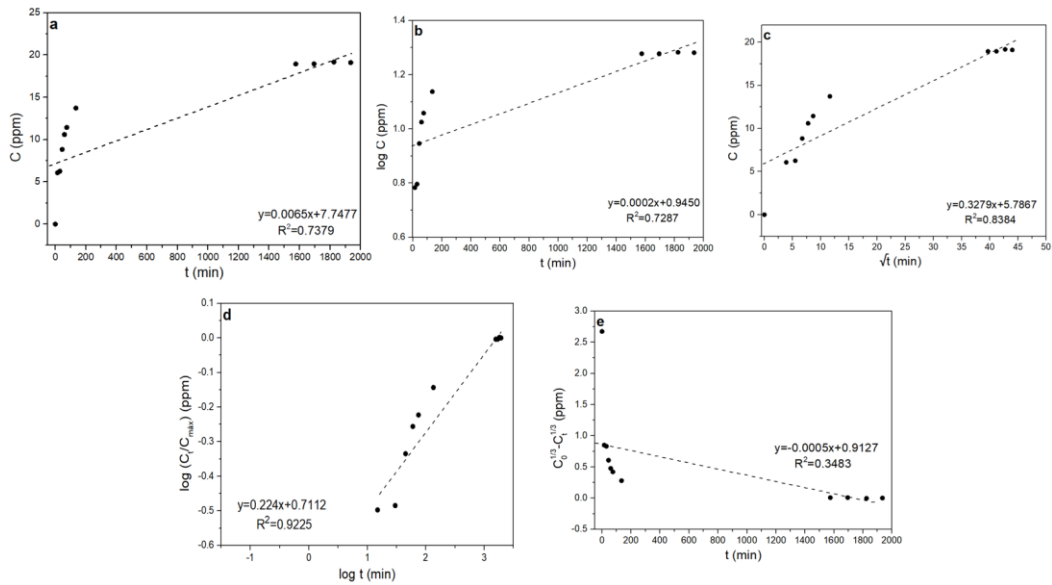 a
25
20
15
10
5
0
C (ppm)
y=0.0065x+7.7477
R²=0.7379
0 200 400 600 800 1000 1200 1400 1600 1800 2000
t (min)
b
1.4
1.2
1.0
0.8
0.6
log C (ppm)
y=0.0002x+0.9450
R²=0.7287
0 200 400 600 800 1000 1200 1400 1600 1800 2000
t (min)
c
20
15
10
5
0
C (ppm)
y=0.3279x+5.7867
R²=0.8384
0 5 10 15 20 25 30 35 40 45 50
√t (min)
d
0.1
0.0
-0.1
-0.2
-0.3
-0.4
-0.5
-0.6
log (Ct/Cmáx) (ppm)
y=0.224x+0.7112
R²=0.9225
-1 0 1 2 3
log t (min)
e
3.0
2.5
2.0
1.5
1.0
0.5
0.0
-0.5
C0^1/3-Ct^1/3 (ppm)
y=-0.0005x+0.9127
R²=0.3483
0 200 400 600 800 1000 1200 1400 1600 1800 2000
t (min)